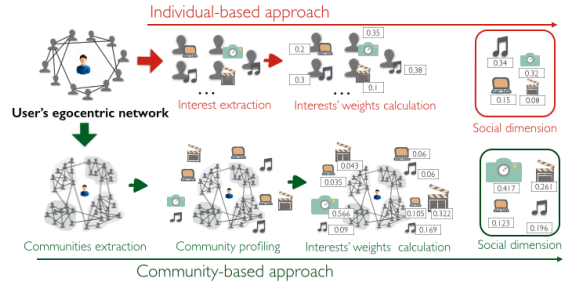 Individual-based approach
0.35
0.2
0.38
0.3
0.1
0.34
0.32
0.15
0.08
...
...
Interest extraction
Interests' weights calculation
User's egocentric network
Social dimension
0.06
0.043
0.06
0.035
0.417
0.261
0.566
0.105
0.322
0.09
0.169
0.123
0.196
Communities extraction
Community profiling
Interests' weights calculation
Social dimension
Community-based approach